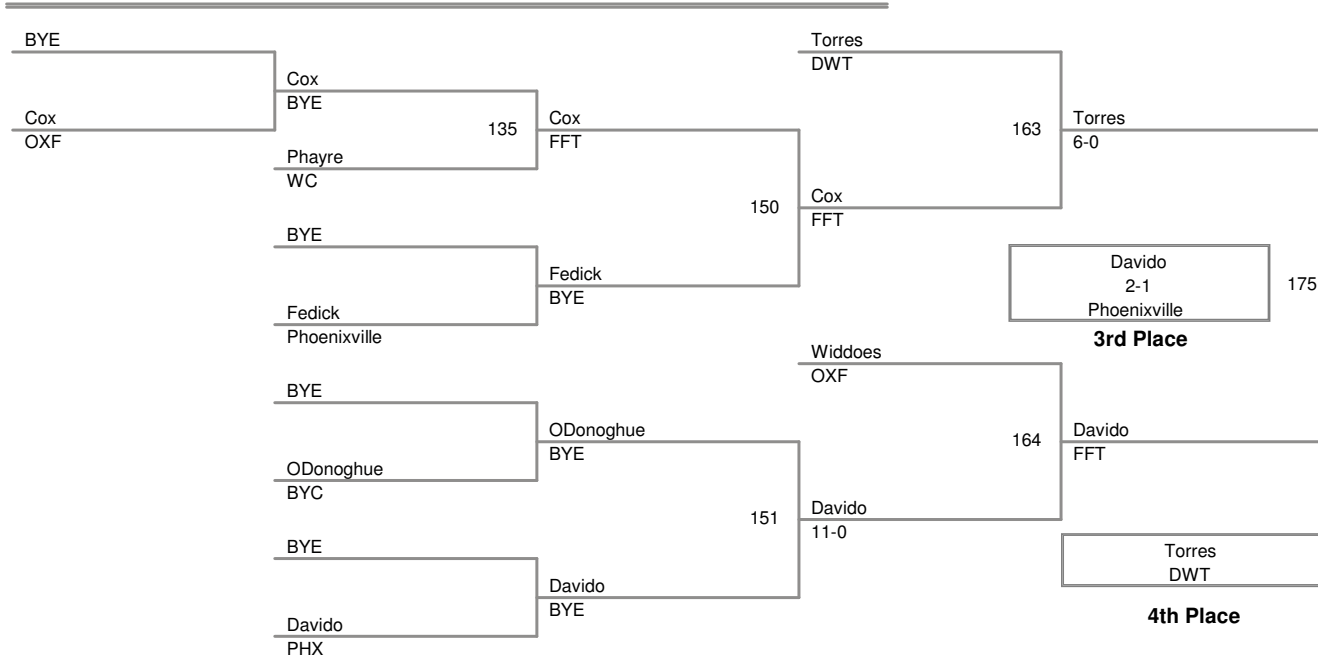 BYE
Torres
DWT
Cox
BYE
Cox
OXF
135
Cox
FFT
163
Torres
6-0
Phayre
WC
150
Cox
FFT
BYE
Fedick
BYE
Davido
2-1
Phoenixville
175
3rd Place
Fedick
Phoenixville
Widdoes
OXF
BYE
ODonoghue
BYE
164
Davido
FFT
ODonoghue
BYC
151
Davido
11-0
BYE
Torres
DWT
Davido
BYE
4th Place
Davido
PHX